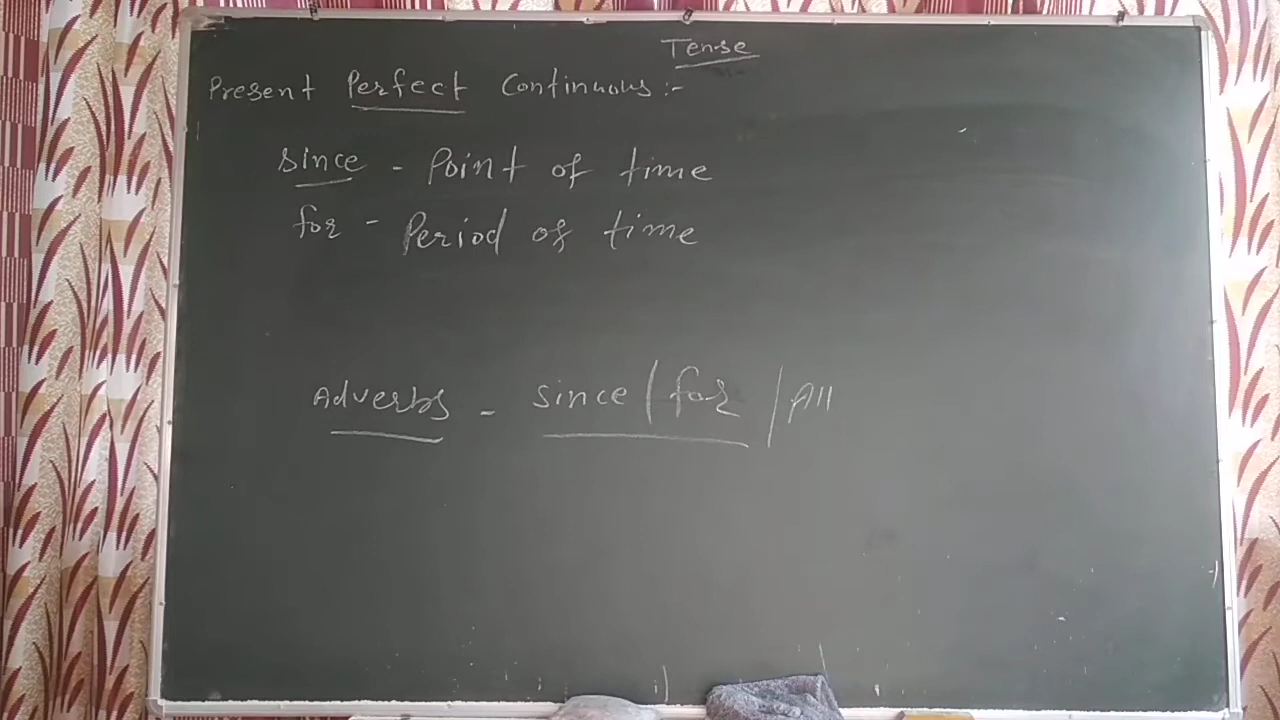 Tense
Present Perfect Continuous:-
since - Point of time
for - Period of time
Adverbs - since / for / All